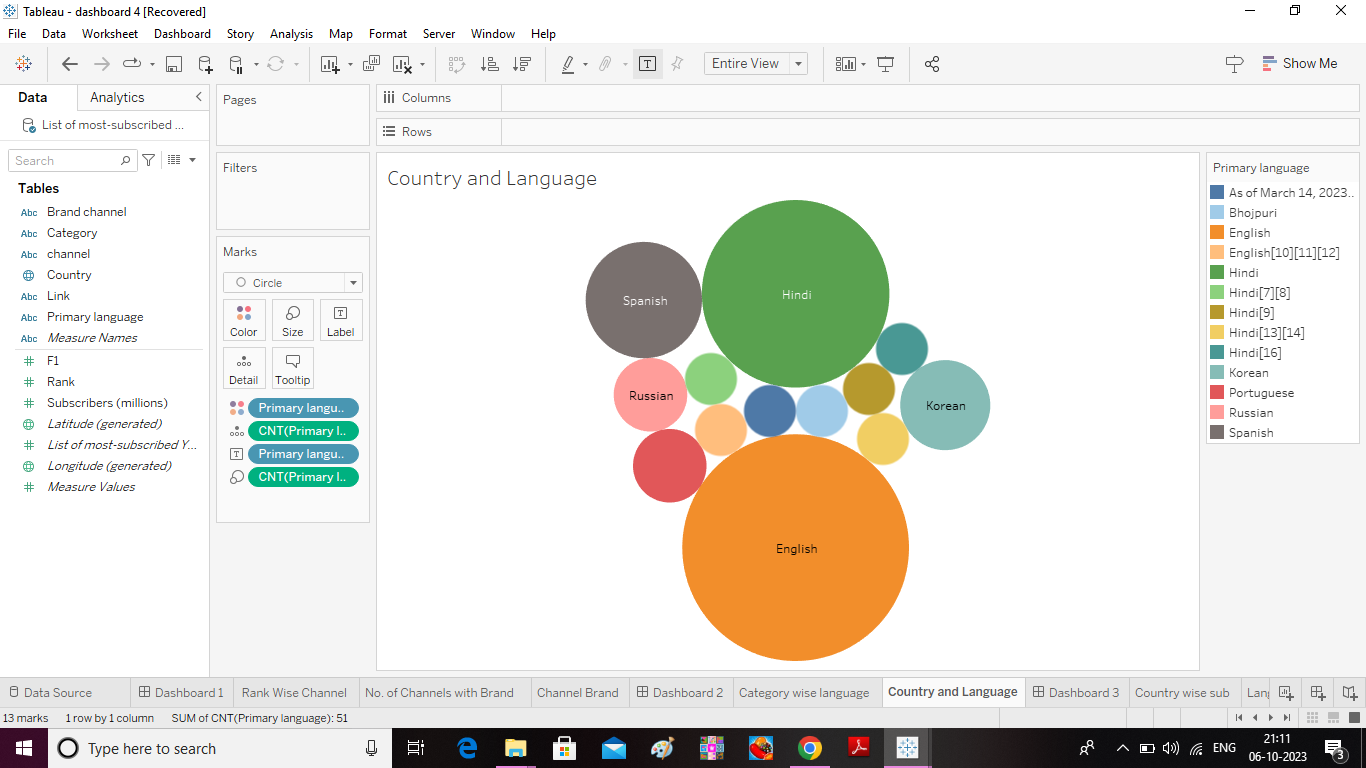 Tableau - dashboard 4 [Recovered]
File Data Worksheet Dashboard Story Analysis Map Format Server Window Help
Entire View
Show Me
Data Analytics
List of most-subscribed ...
Search
Tables
Abc Brand channel
Abc Category
Abc channel
Country
Abc Link
Abc Primary language
Abc Measure Names
F1
Rank
Subscribers (millions)
Latitude (generated)
List of most-subscribed Y...
Longitude (generated)
Measure Values
Pages
Filters
Marks
Circle
Color Size Label
Detail Tooltip
Primary langu..
CNT(Primary l..
Primary langu..
CNT(Primary l..
Columns
Rows
Country and Language
Spanish
Hindi
Russian
Korean
English
Primary language
As of March 14, 2023..
Bhojpuri
English
English[10][11][12]
Hindi
Hindi[7][8]
Hindi[9]
Hindi[13][14]
Hindi[16]
Korean
Portuguese
Russian
Spanish
Data Source Dashboard 1 Rank Wise Channel No. of Channels with Brand Channel Brand Dashboard 2 Category wise language Country and Language Dashboard 3 Country wise sub
13 marks 1 row by 1 column SUM of CNT(Primary language): 51
Type here to search
ENG
21:11
06-10-2023
3